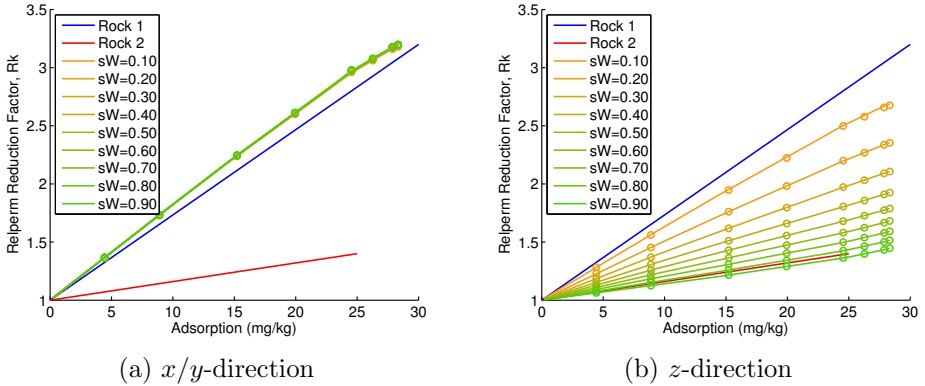 Relperm Reduction Factor, Rk
3.5
3
2.5
2
1.5
1
Rock 1
Rock 2
sW=0.10
sW=0.20
sW=0.30
sW=0.40
sW=0.50
sW=0.60
sW=0.70
sW=0.80
sW=0.90
0 5 10 15 20 25 30
Adsorption (mg/kg)
(a) x/y-direction
Relperm Reduction Factor, Rk
3.5
3
2.5
2
1.5
1
Rock 1
Rock 2
sW=0.10
sW=0.20
sW=0.30
sW=0.40
sW=0.50
sW=0.60
sW=0.70
sW=0.80
sW=0.90
0 5 10 15 20 25 30
Adsorption (mg/kg)
(b) z-direction